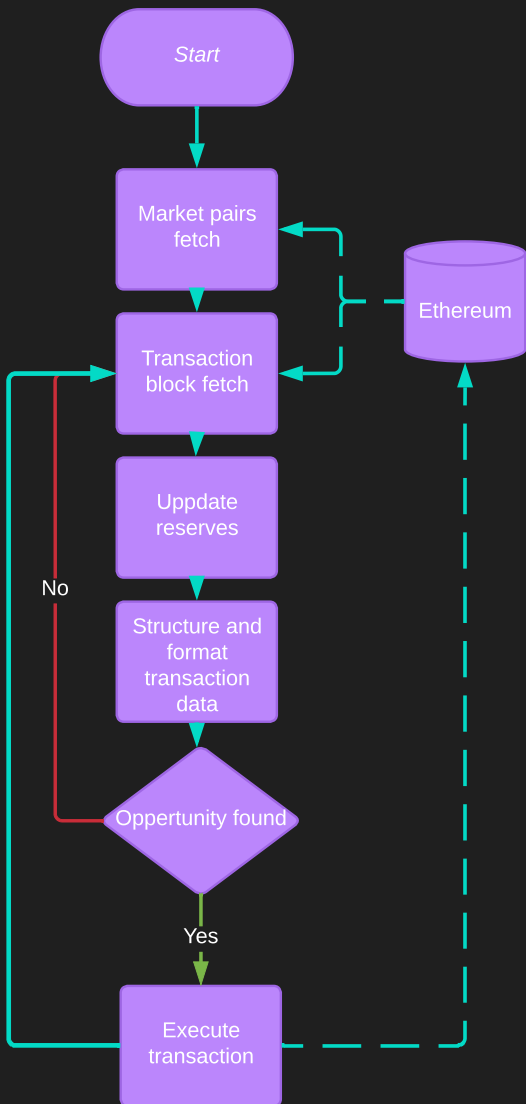 Start
Market pairs
fetch
Ethereum
Transaction
block fetch
Uppdate
reserves
No
Structure and
format
transaction
data
Oppertunity found
Yes
Execute
transaction